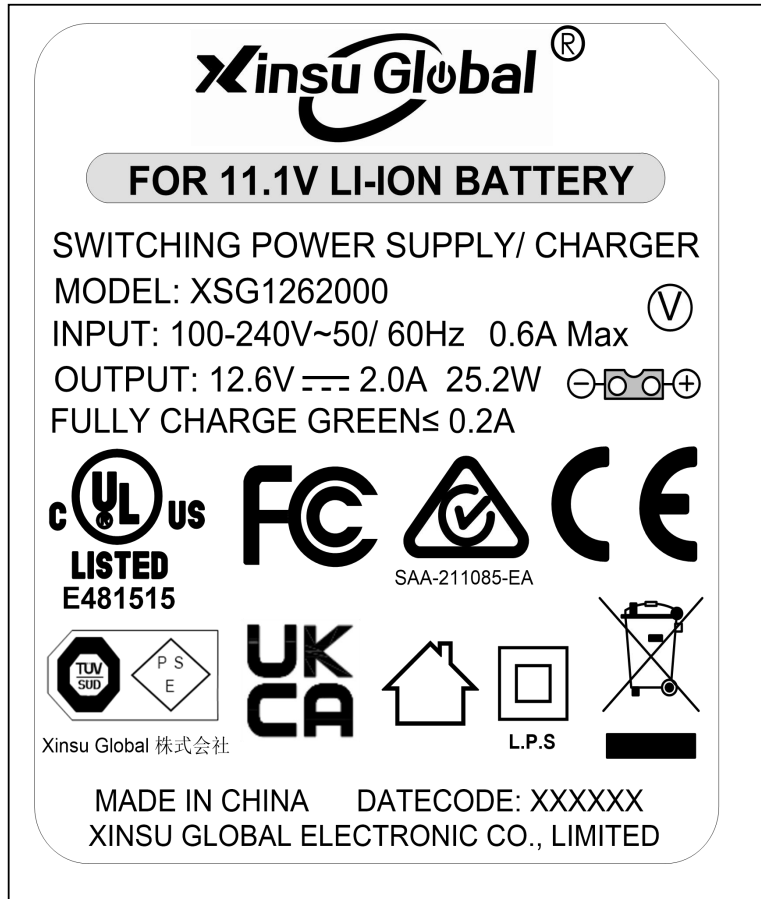 Xinsu Global ®
FOR 11.1V LI-ION BATTERY
SWITCHING POWER SUPPLY/ CHARGER
MODEL: XSG1262000
INPUT: 100-240V~50/ 60Hz 0.6A Max
V
OUTPUT: 12.6V ⎓ 2.0A 25.2W
FULLY CHARGE GREEN≤ 0.2A
C UL US
LISTED
E481515
FC
SAA-211085-EA
CE
TUV
SUD
P S
E
Xinsu Global 株式会社
UK
CA
L.P.S
MADE IN CHINA DATECODE: XXXXXX
XINSU GLOBAL ELECTRONIC CO., LIMITED